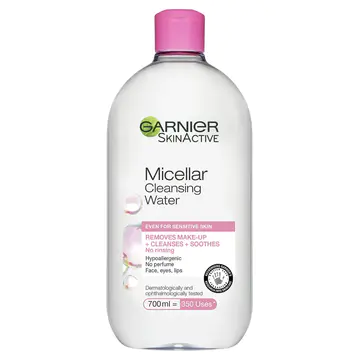 GARNIER
SKINACTIVE
Micellar
Cleansing
Water
EVEN FOR SENSITIVE SKIN
REMOVES MAKE-UP
+ CLEANSES + SOOTHES
No rinsing
Hypoallergenic
No perfume
Face, eyes, lips
Dermatologically and
ophthalmologically tested
700ml = 350 Uses*